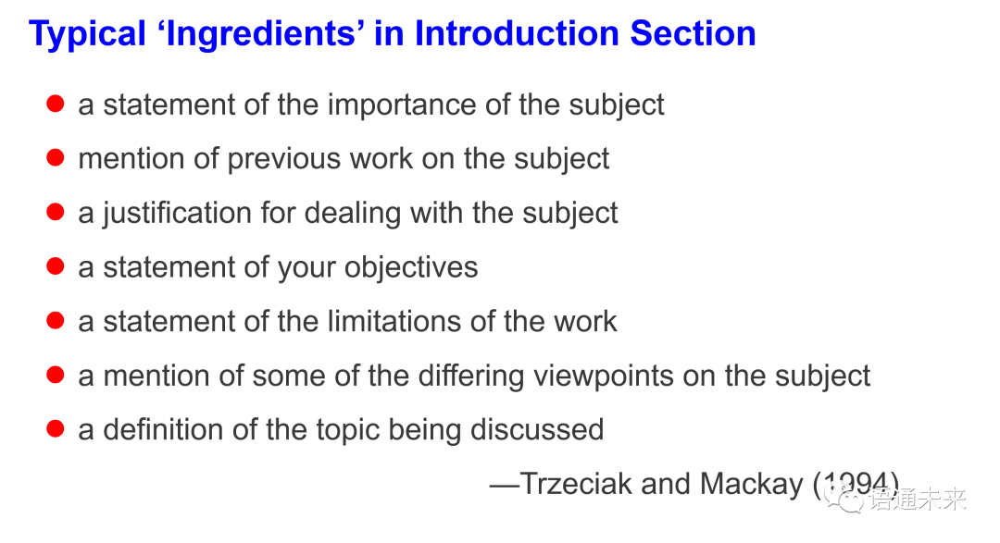 Typical ‘Ingredients’ in Introduction Section
a statement of the importance of the subject
mention of previous work on the subject
a justification for dealing with the subject
a statement of your objectives
a statement of the limitations of the work
a mention of some of the differing viewpoints on the subject
a definition of the topic being discussed
—Trzeciak and Mackay (1994)
语通未来